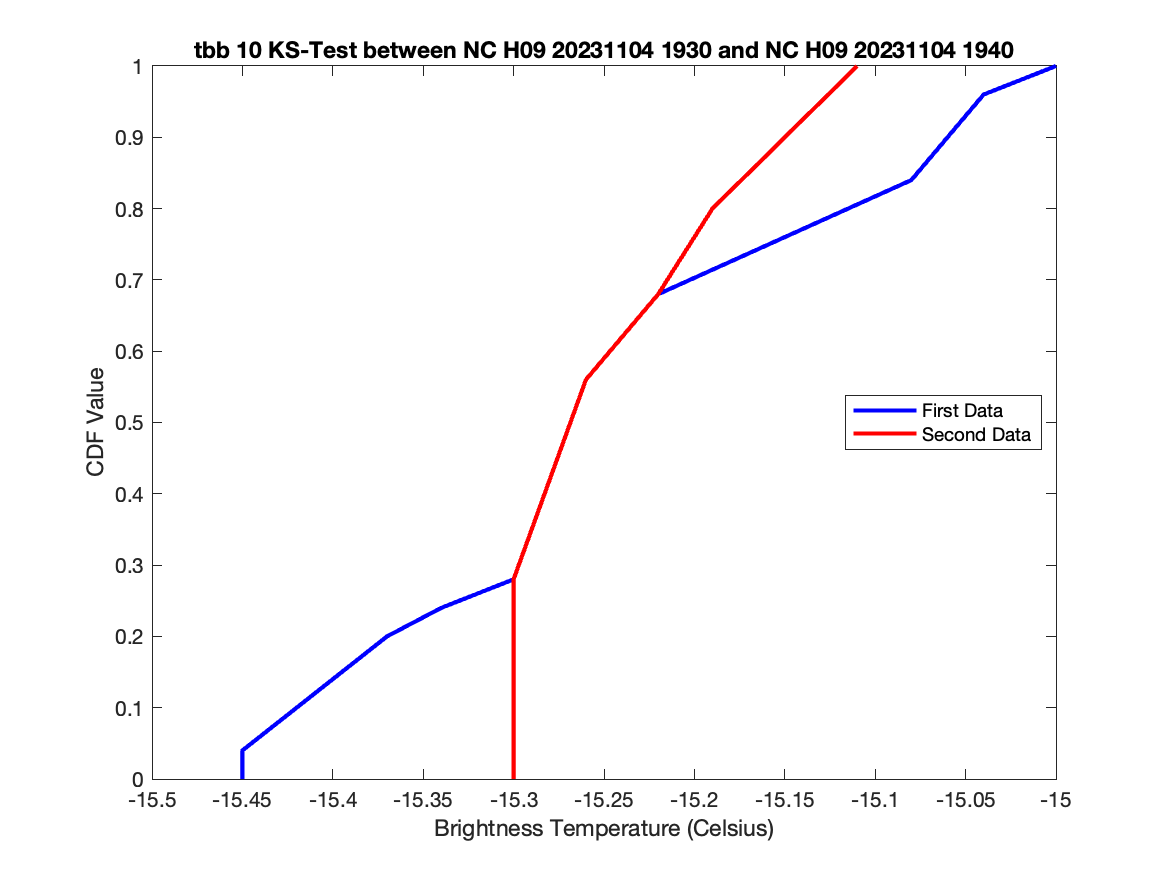 tbb 10 KS-Test between NC H09 20231104 1930 and NC H09 20231104 1940
1
0.9
0.8
0.7
0.6
0.5
0.4
0.3
0.2
0.1
0
CDF Value
First Data
Second Data
-15.5 -15.45 -15.4 -15.35 -15.3 -15.25 -15.2 -15.15 -15.1 -15.05 -15
Brightness Temperature (Celsius)